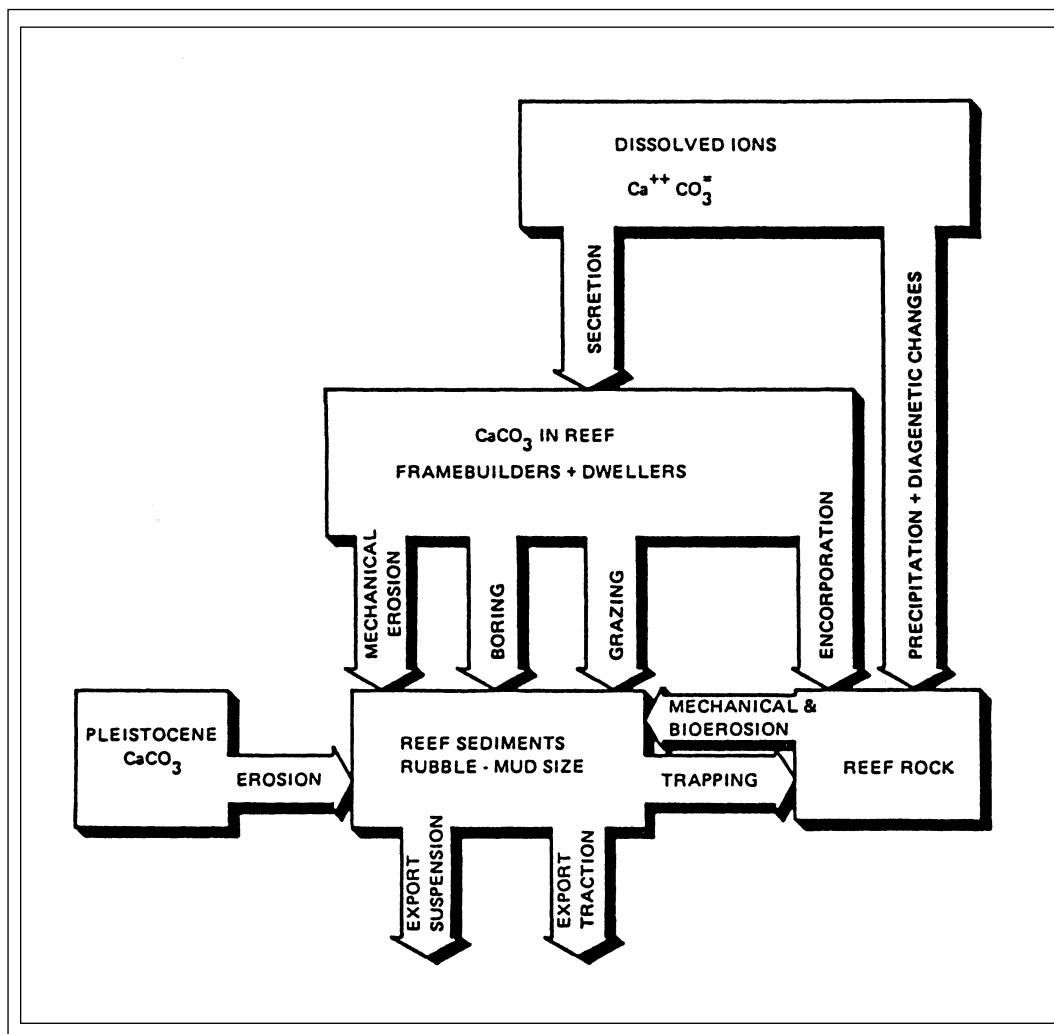 DISSOLVED IONS
Ca++ CO3=
SECRETION
PRECIPITATION + DIAGENETIC CHANGES
CaCO3 IN REEF
FRAMEBUILDERS + DWELLERS
MECHANICAL
EROSION
BORING
GRAZING
ENCORPORATION
PLEISTOCENE
CaCO3
EROSION
REEF SEDIMENTS
RUBBLE - MUD SIZE
MECHANICAL &
BIOEROSION
TRAPPING
REEF ROCK
EXPORT
SUSPENSION
EXPORT
TRACTION